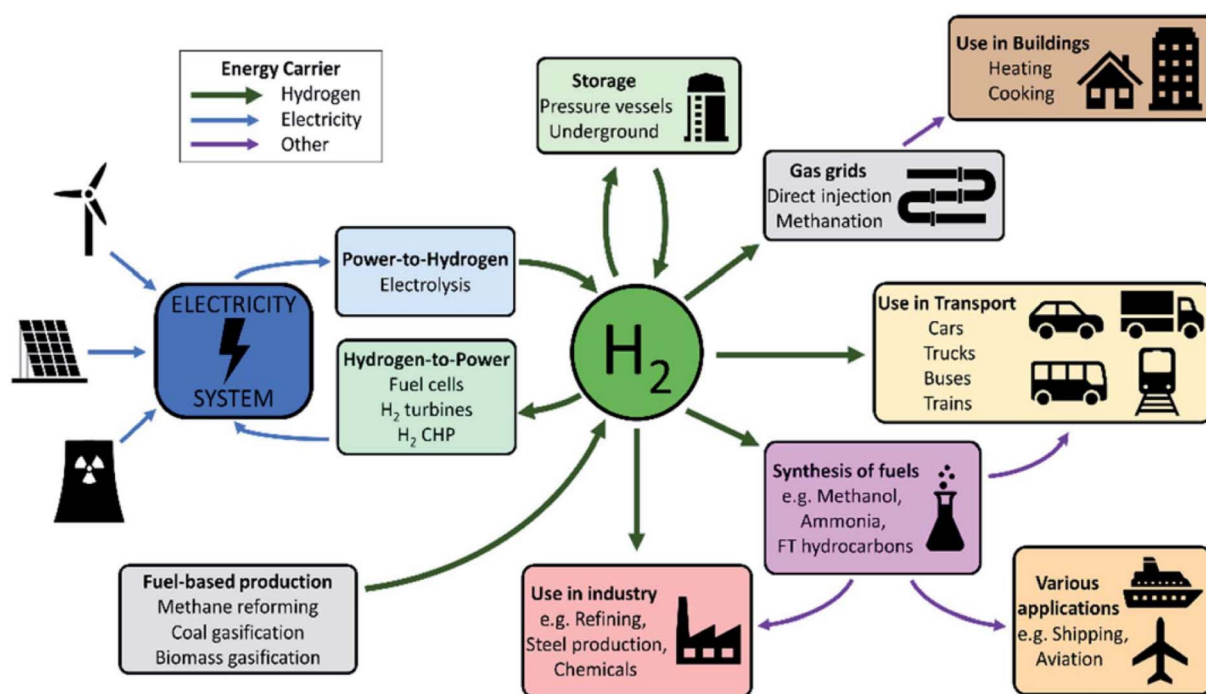 Energy Carrier
Hydrogen
Electricity
Other
Storage
Pressure vessels
Underground
Use in Buildings
Heating
Cooking
Gas grids
Direct injection
Methanation
Power-to-Hydrogen
Electrolysis
ELECTRICITY
SYSTEM
Hydrogen-to-Power
Fuel cells
H₂ turbines
H₂ CHP
H₂
Use in Transport
Cars
Trucks
Buses
Trains
Synthesis of fuels
e.g. Methanol,
Ammonia,
FT hydrocarbons
Fuel-based production
Methane reforming
Coal gasification
Biomass gasification
Use in industry
e.g. Refining,
Steel production,
Chemicals
Various
applications
e.g. Shipping,
Aviation